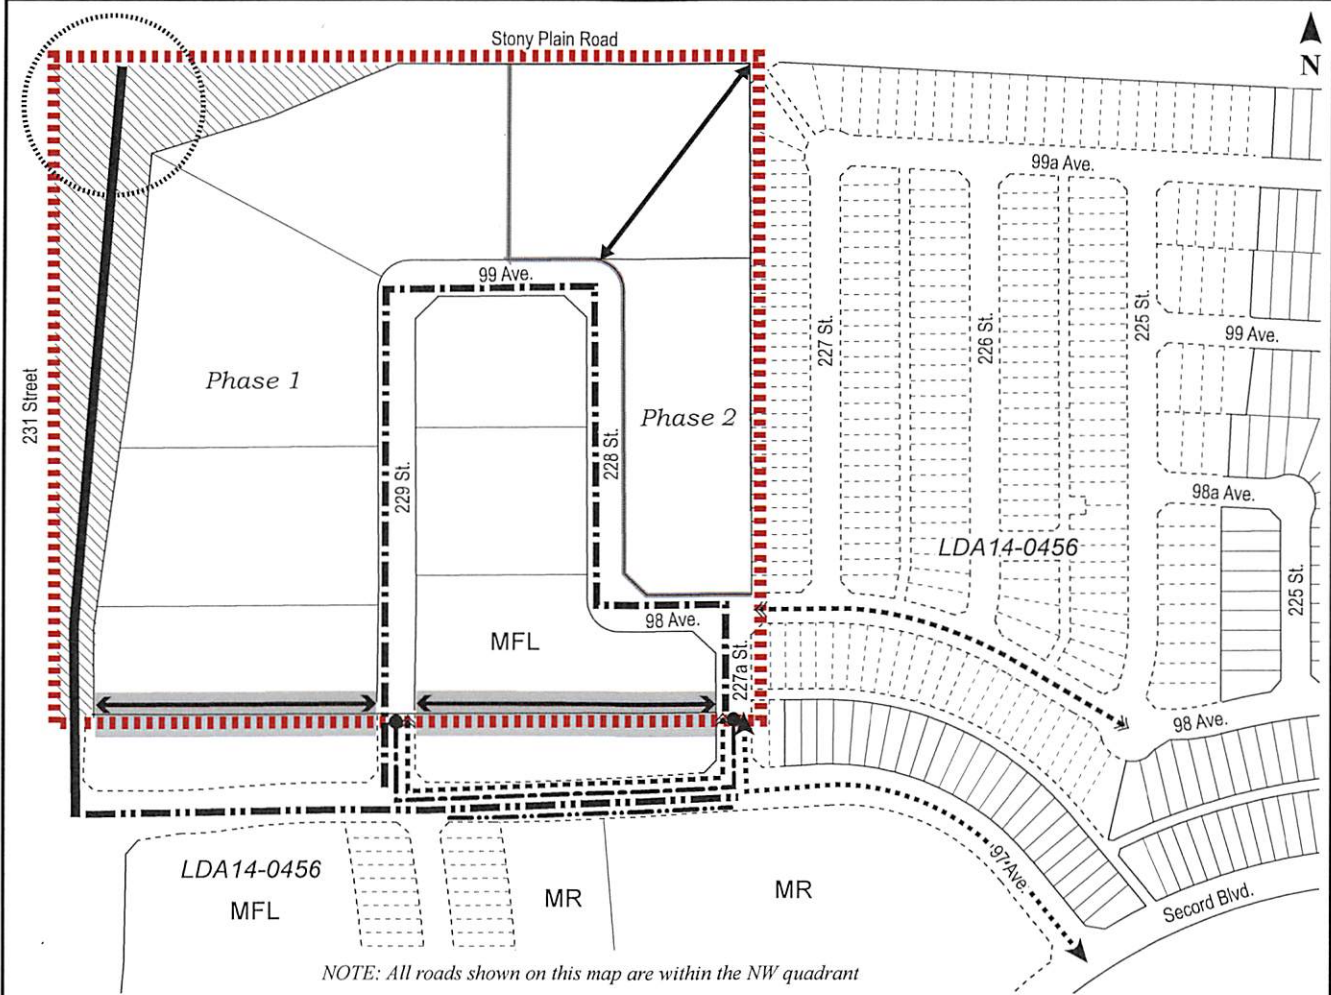 Stony Plain Road
N
99a Ave.
99 Ave.
227 St.
226 St.
225 St.
99 Ave.
231 Street
Phase 1
Phase 2
229 St.
228 St.
98a Ave.
LDA14-0456
225 St.
98 Ave.
MFL
227a St.
98 Ave.
97 Ave.
LDA14-0456
MFL
MR
MR
Secord Blvd.
NOTE: All roads shown on this map are within the NW quadrant